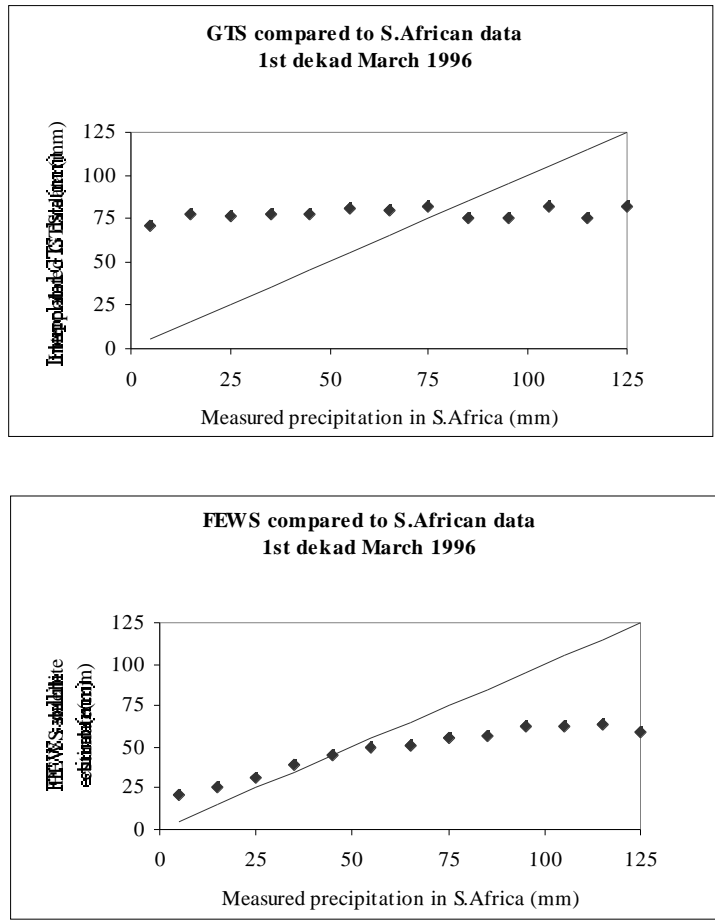 GTS compared to S.African data
1st dekad March 1996
125
100
75
50
25
0
0 25 50 75 100 125
Measured precipitation in S.Africa (mm)
FEWS compared to S.African data
1st dekad March 1996
125
100
75
50
25
0
0 25 50 75 100 125
Measured precipitation in S.Africa (mm)